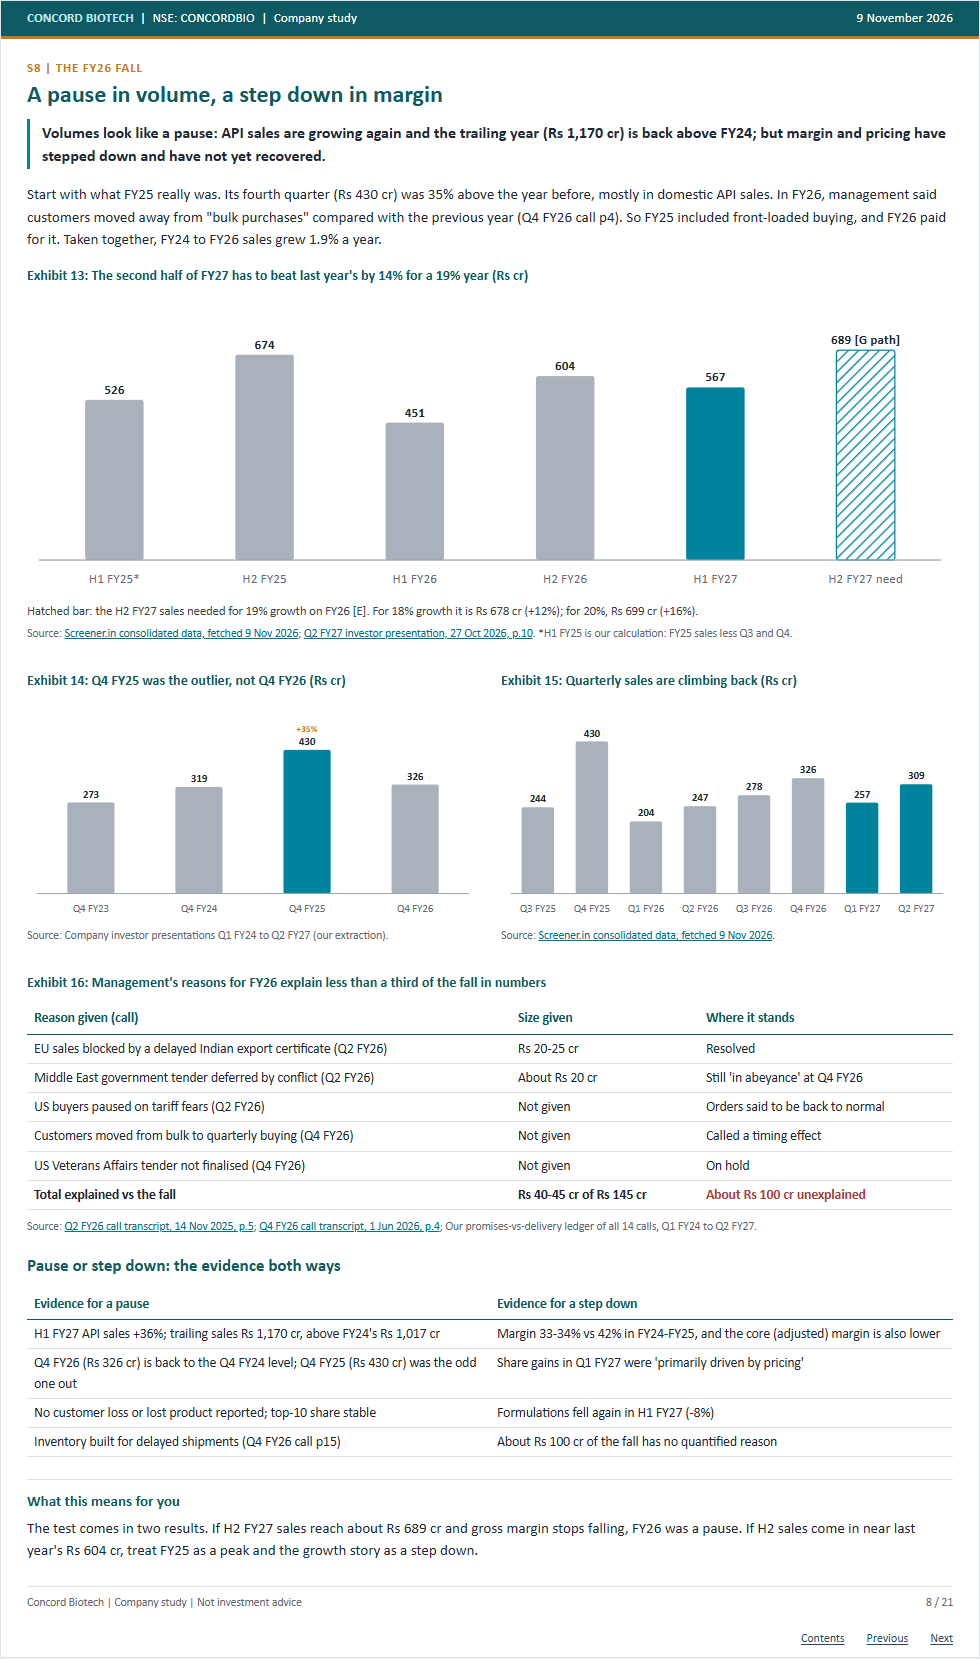 CONCORD BIOTECH | NSE: CONCORDBIO | Company study
9 November 2026
S8 | THE FY26 FALL
A pause in volume, a step down in margin
Volumes look like a pause: API sales are growing again and the trailing year (Rs 1,170 cr) is back above FY24; but margin and pricing have
stepped down and have not yet recovered.
Start with what FY25 really was. Its fourth quarter (Rs 430 cr) was 35% above the year before, mostly in domestic API sales. In FY26, management said
customers moved away from "bulk purchases" compared with the previous year (Q4 FY26 call p4). So FY25 included front-loaded buying, and FY26 paid
for it. Taken together, FY24 to FY26 sales grew 1.9% a year.
Exhibit 13: The second half of FY27 has to beat last year's by 14% for a 19% year (Rs cr)
526
674
451
604
567
689 [G path]
H1 FY25*
H2 FY25
H1 FY26
H2 FY26
H1 FY27
H2 FY27 need
Hatched bar: the H2 FY27 sales needed for 19% growth on FY26 [E]. For 18% growth it is Rs 678 cr (+12%); for 20%, Rs 699 cr (+16%).
Source: Screener.in consolidated data, fetched 9 Nov 2026; Q2 FY27 investor presentation, 27 Oct 2026, p.10. *H1 FY25 is our calculation: FY25 sales less Q3 and Q4.
Exhibit 14: Q4 FY25 was the outlier, not Q4 FY26 (Rs cr)
273
319
+35%
430
326
Q4 FY23
Q4 FY24
Q4 FY25
Q4 FY26
Source: Company investor presentations Q1 FY24 to Q2 FY27 (our extraction).
Exhibit 15: Quarterly sales are climbing back (Rs cr)
244
430
204
247
278
326
257
309
Q3 FY25
Q4 FY25
Q1 FY26
Q2 FY26
Q3 FY26
Q4 FY26
Q1 FY27
Q2 FY27
Source: Screener.in consolidated data, fetched 9 Nov 2026.
Exhibit 16: Management's reasons for FY26 explain less than a third of the fall in numbers
Reason given (call) Size given Where it stands
EU sales blocked by a delayed Indian export certificate (Q2 FY26) Rs 20-25 cr Resolved
Middle East government tender deferred by conflict (Q2 FY26) About Rs 20 cr Still 'in abeyance' at Q4 FY26
US buyers paused on tariff fears (Q2 FY26) Not given Orders said to be back to normal
Customers moved from bulk to quarterly buying (Q4 FY26) Not given Called a timing effect
US Veterans Affairs tender not finalised (Q4 FY26) Not given On hold
Total explained vs the fall Rs 40-45 cr of Rs 145 cr About Rs 100 cr unexplained
Source: Q2 FY26 call transcript, 14 Nov 2025, p.5; Q4 FY26 call transcript, 1 Jun 2026, p.4; Our promises-vs-delivery ledger of all 14 calls, Q1 FY24 to Q2 FY27.
Pause or step down: the evidence both ways
Evidence for a pause Evidence for a step down
H1 FY27 API sales +36%; trailing sales Rs 1,170 cr, above FY24's Rs 1,017 cr Margin 33-34% vs 42% in FY24-FY25, and the core (adjusted) margin is also lower
Q4 FY26 (Rs 326 cr) is back to the Q4 FY24 level; Q4 FY25 (Rs 430 cr) was the odd
one out
Share gains in Q1 FY27 were 'primarily driven by pricing'
No customer loss or lost product reported; top-10 share stable Formulations fell again in H1 FY27 (-8%)
Inventory built for delayed shipments (Q4 FY26 call p15) About Rs 100 cr of the fall has no quantified reason
What this means for you
The test comes in two results. If H2 FY27 sales reach about Rs 689 cr and gross margin stops falling, FY26 was a pause. If H2 sales come in near last
year's Rs 604 cr, treat FY25 as a peak and the growth story as a step down.
Concord Biotech | Company study | Not investment advice
8 / 21
Contents Previous Next